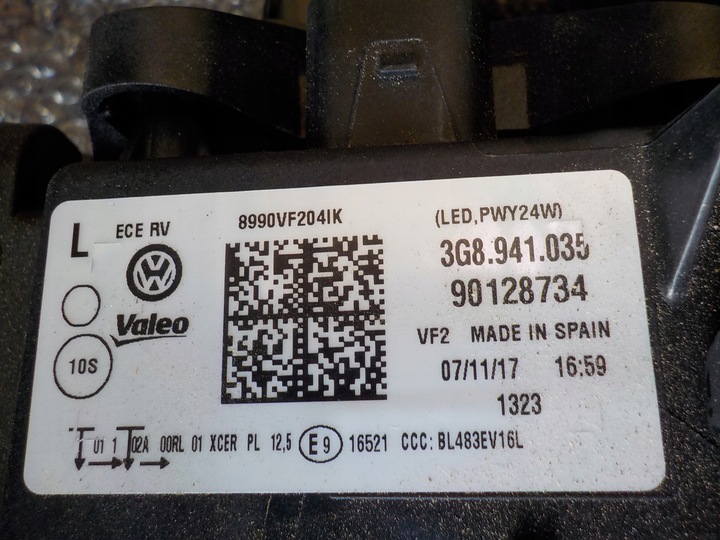 L ECE RV 8990VF204IK (LED,PWY24W)
3G8.941.035
90128734
Valeo
VF2 MADE IN SPAIN
10S
07/11/17 16:59
1323
01 1 02A 00RL 01 XCER PL 12,5 E9 16521 CCC: BL483EV16L